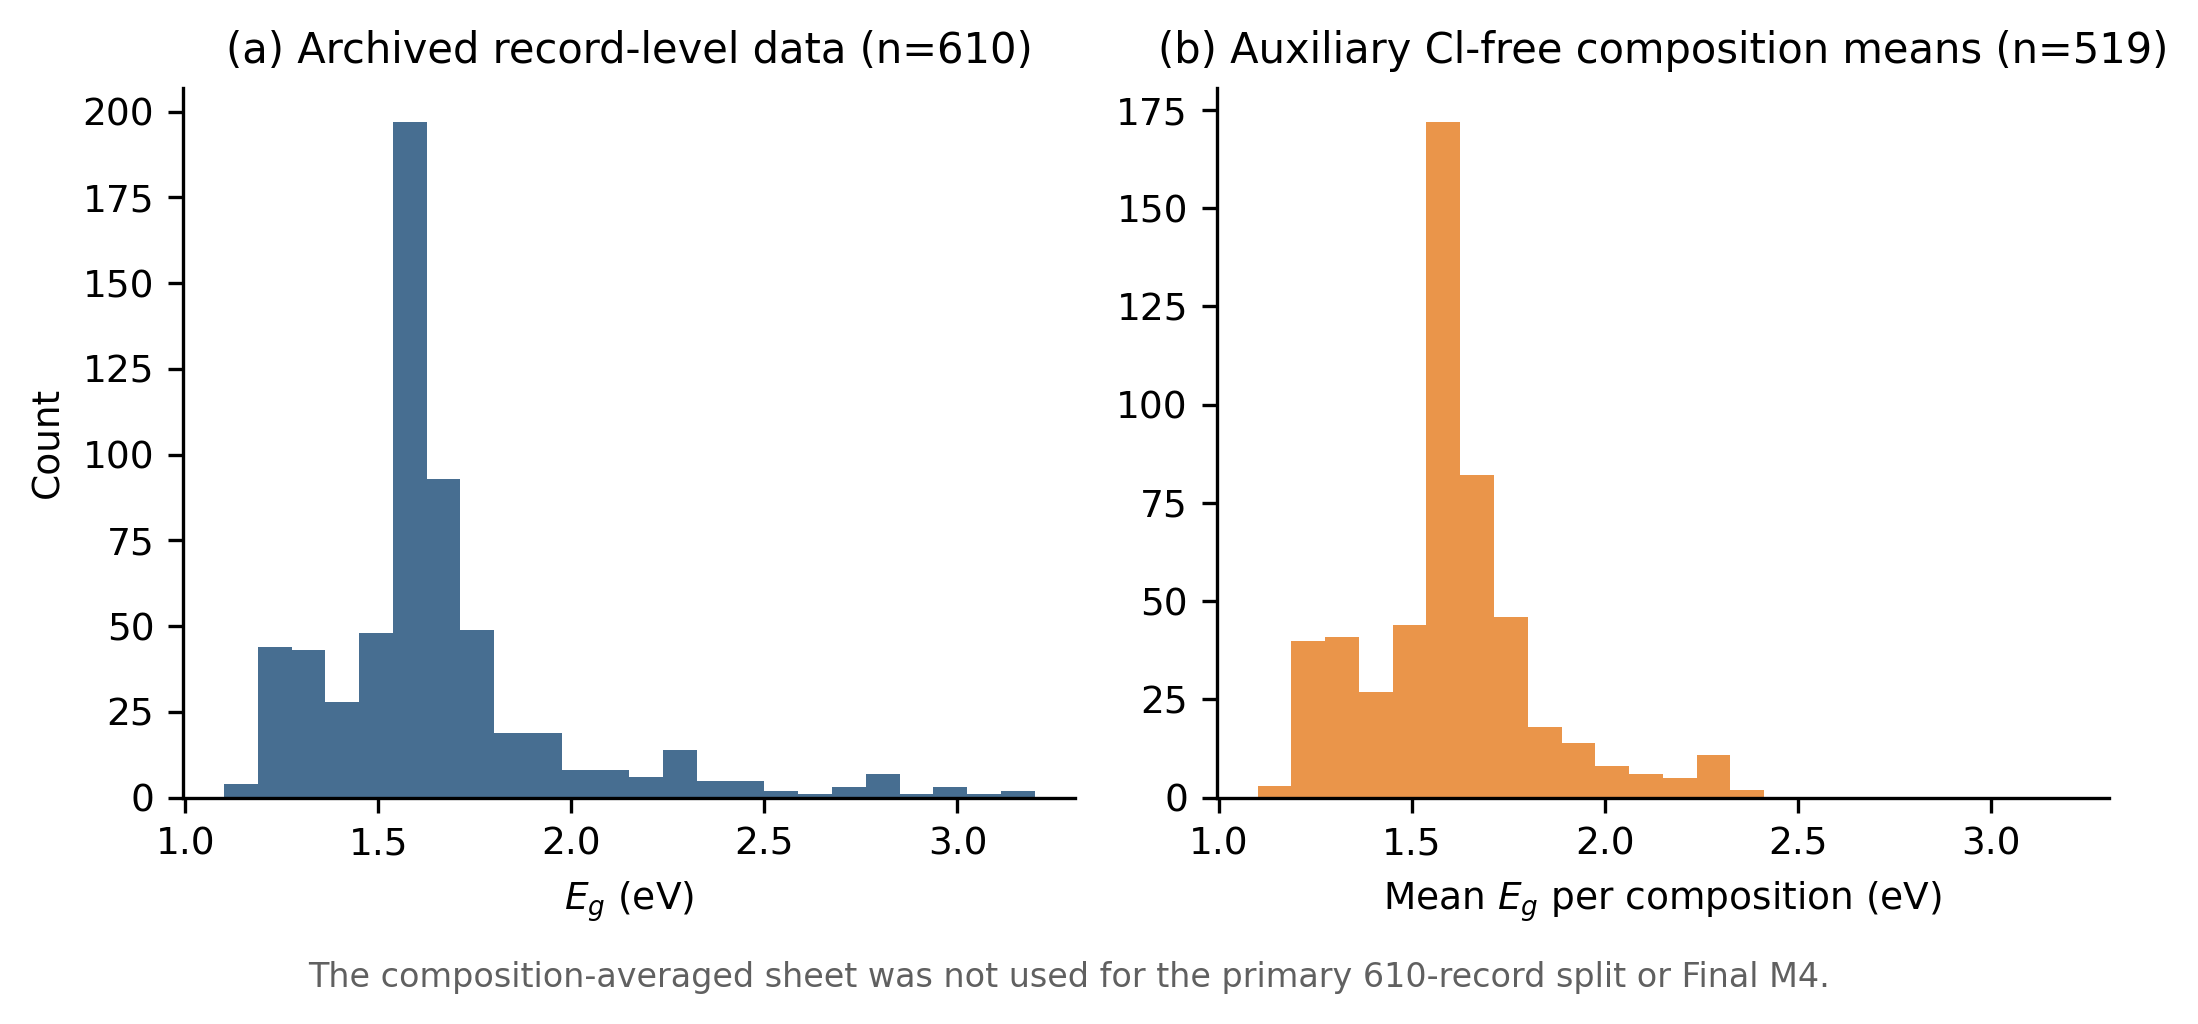 (a) Archived record-level data (n=610)
200
175
150
125
100
75
50
25
0
Count
1.0 1.5 2.0 2.5 3.0
E_g (eV)
(b) Auxiliary Cl-free composition means (n=519)
175
150
125
100
75
50
25
0
1.0 1.5 2.0 2.5 3.0
Mean E_g per composition (eV)
The composition-averaged sheet was not used for the primary 610-record split or Final M4.